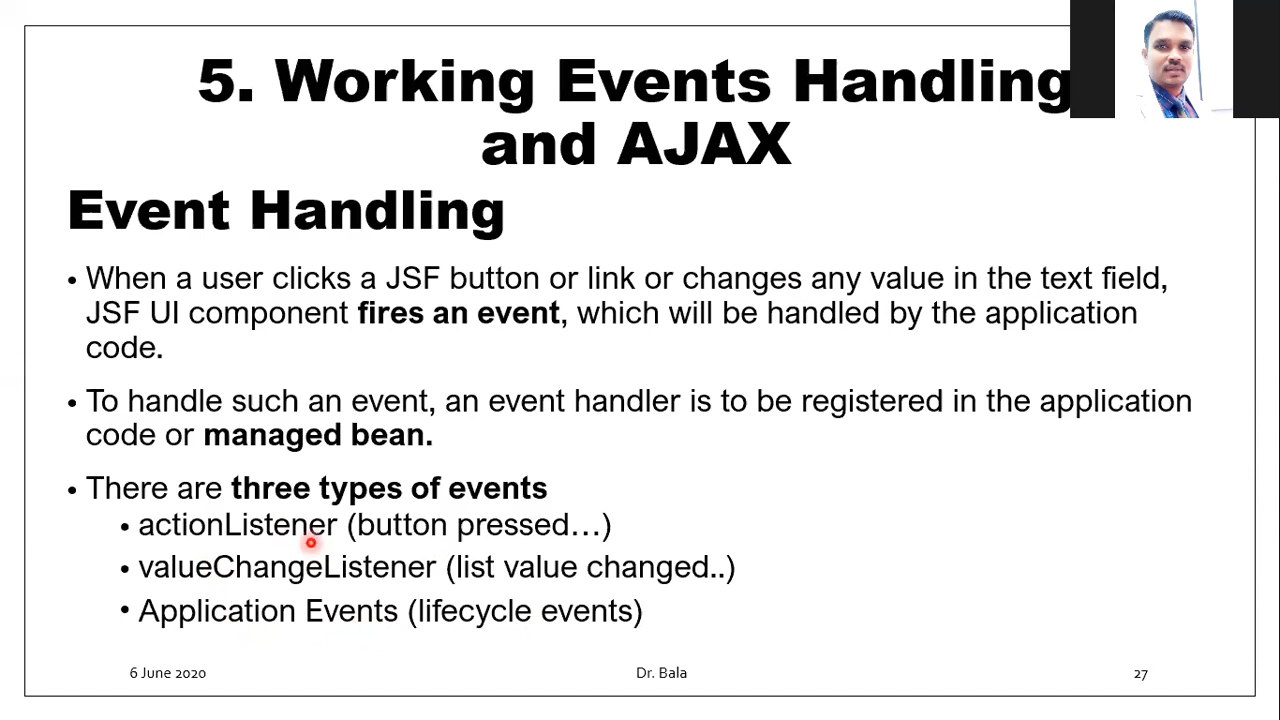 5. Working Events Handling
and AJAX
Event Handling
• When a user clicks a JSF button or link or changes any value in the text field,
JSF UI component fires an event, which will be handled by the application
code.
• To handle such an event, an event handler is to be registered in the application
code or managed bean.
• There are three types of events
• actionListener (button pressed…)
• valueChangeListener (list value changed..)
• Application Events (lifecycle events)
6 June 2020
Dr. Bala
27